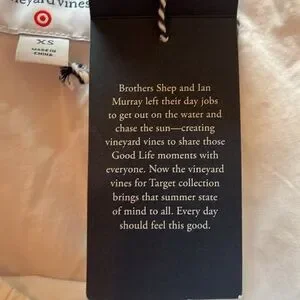 vineyard vines
XS
MADE IN
CHINA
Brothers Shep and Ian
Murray left their day jobs
to get out on the water and
chase the sun—creating
vineyard vines to share those
Good Life moments with
everyone. Now the vineyard
vines for Target collection
brings that summer state
of mind to all. Every day
should feel this good.